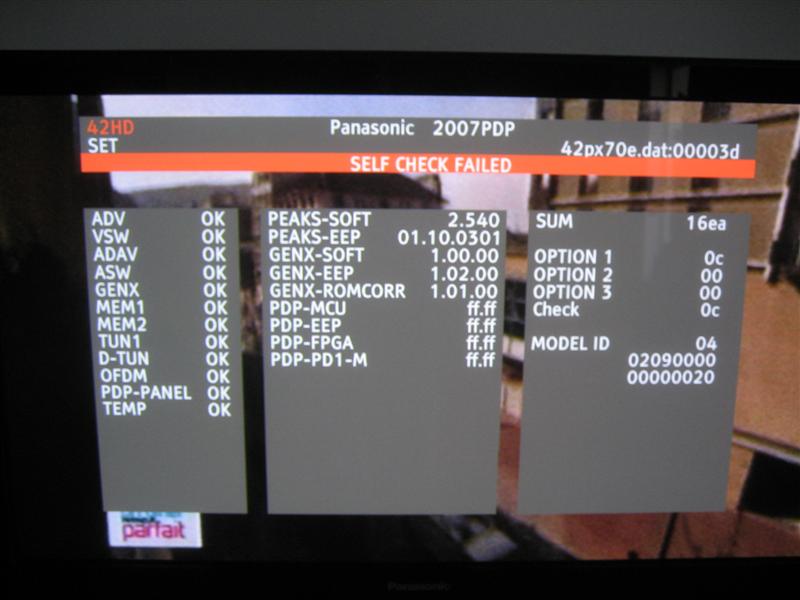 42HD Panasonic 2007PDP
SET 42px70e.dat:00003d
SELF CHECK FAILED
ADV OK
VSW OK
ADAV OK
ASW OK
GENX OK
MEM1 OK
MEM2 OK
TUN1 OK
D-TUN OK
OFDM OK
PDP-PANEL OK
TEMP OK
PEAKS-SOFT 2.540
PEAKS-EEP 01.10.0301
GENX-SOFT 1.00.00
GENX-EEP 1.02.00
GENX-ROMCORR 1.01.00
PDP-MCU ff.ff
PDP-EEP ff.ff
PDP-FPGA ff.ff
PDP-PD1-M ff.ff
SUM 16ea
OPTION 1 0c
OPTION 2 00
OPTION 3 00
Check 0c
MODEL ID 04
02090000
00000020
parfait
Panasonic